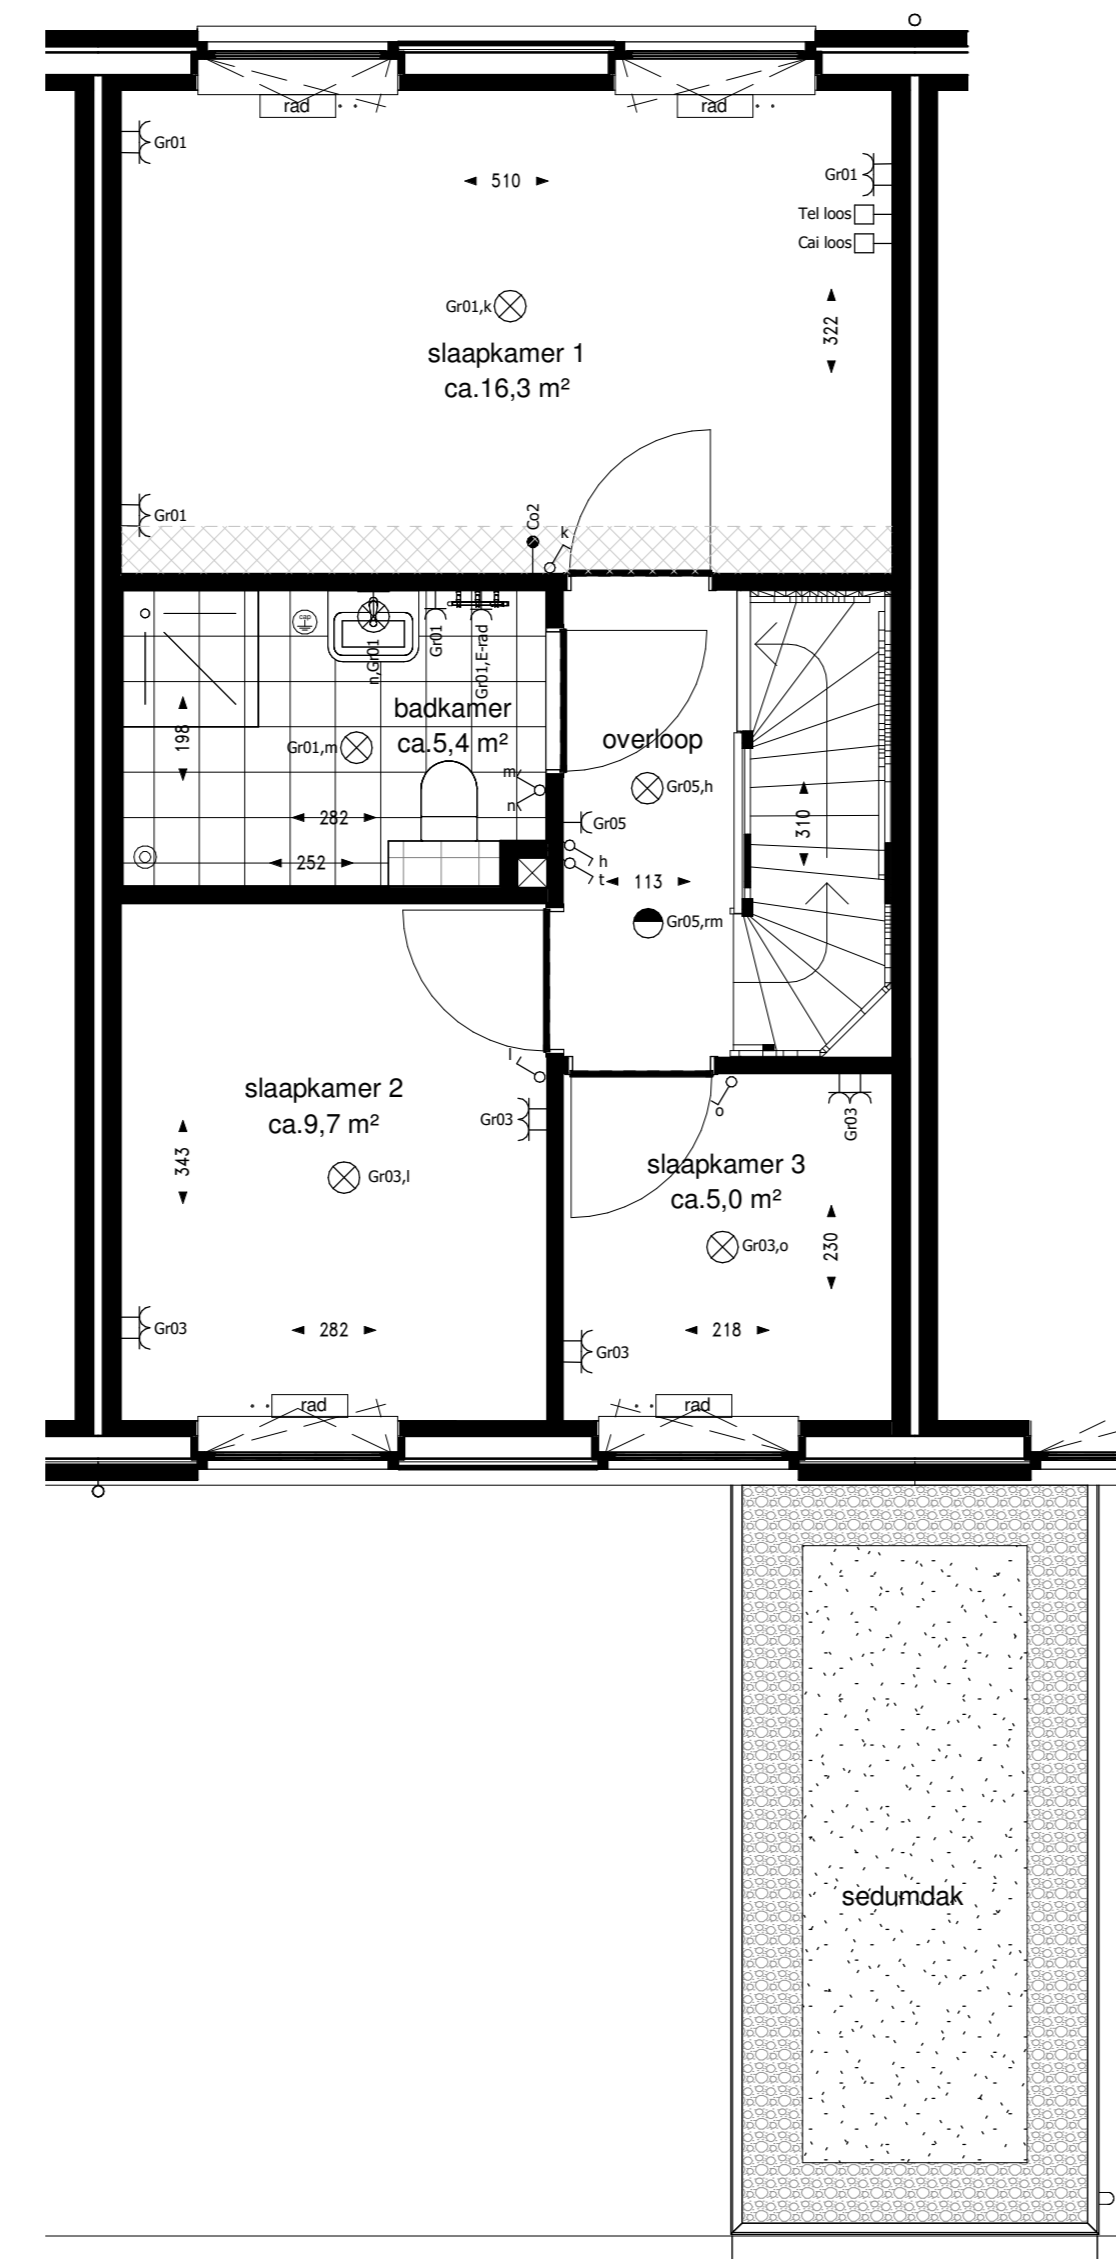 rad
rad
Gr01
510
Gr01
Tel loos
Cai loos
Gr01,k
322
slaapkamer 1
ca.16,3 m²
Gr01
Co2
k
cap
n,Gr01
Gr01
Gr01,E-rad
badkamer
ca.5,4 m²
198
Gr01,m
overloop
m
n
Gr05,h
282
Gr05
310
252
h
t
113
Gr05,rm
l
slaapkamer 2
ca.9,7 m²
Gr03
o
Gr03
343
Gr03,l
slaapkamer 3
ca.5,0 m²
Gr03,o
230
Gr03
282
218
Gr03
rad
rad
sedumdak